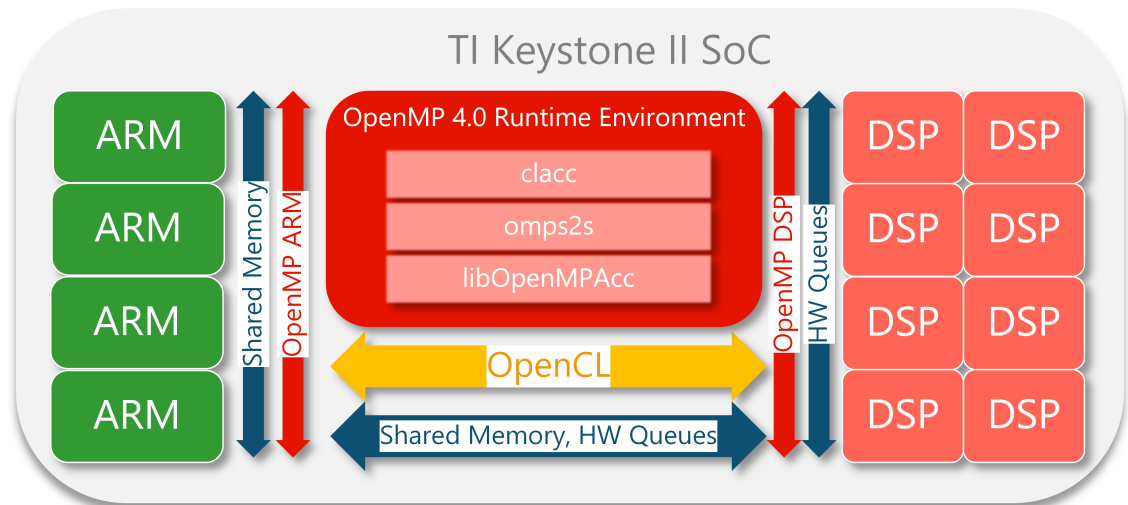 TI Keystone II SoC
ARM
ARM
ARM
ARM
Shared Memory
OpenMP ARM
OpenMP 4.0 Runtime Environment
clacc
omps2s
libOpenMPAcc
OpenCL
Shared Memory, HW Queues
OpenMP DSP
HW Queues
DSP DSP
DSP DSP
DSP DSP
DSP DSP